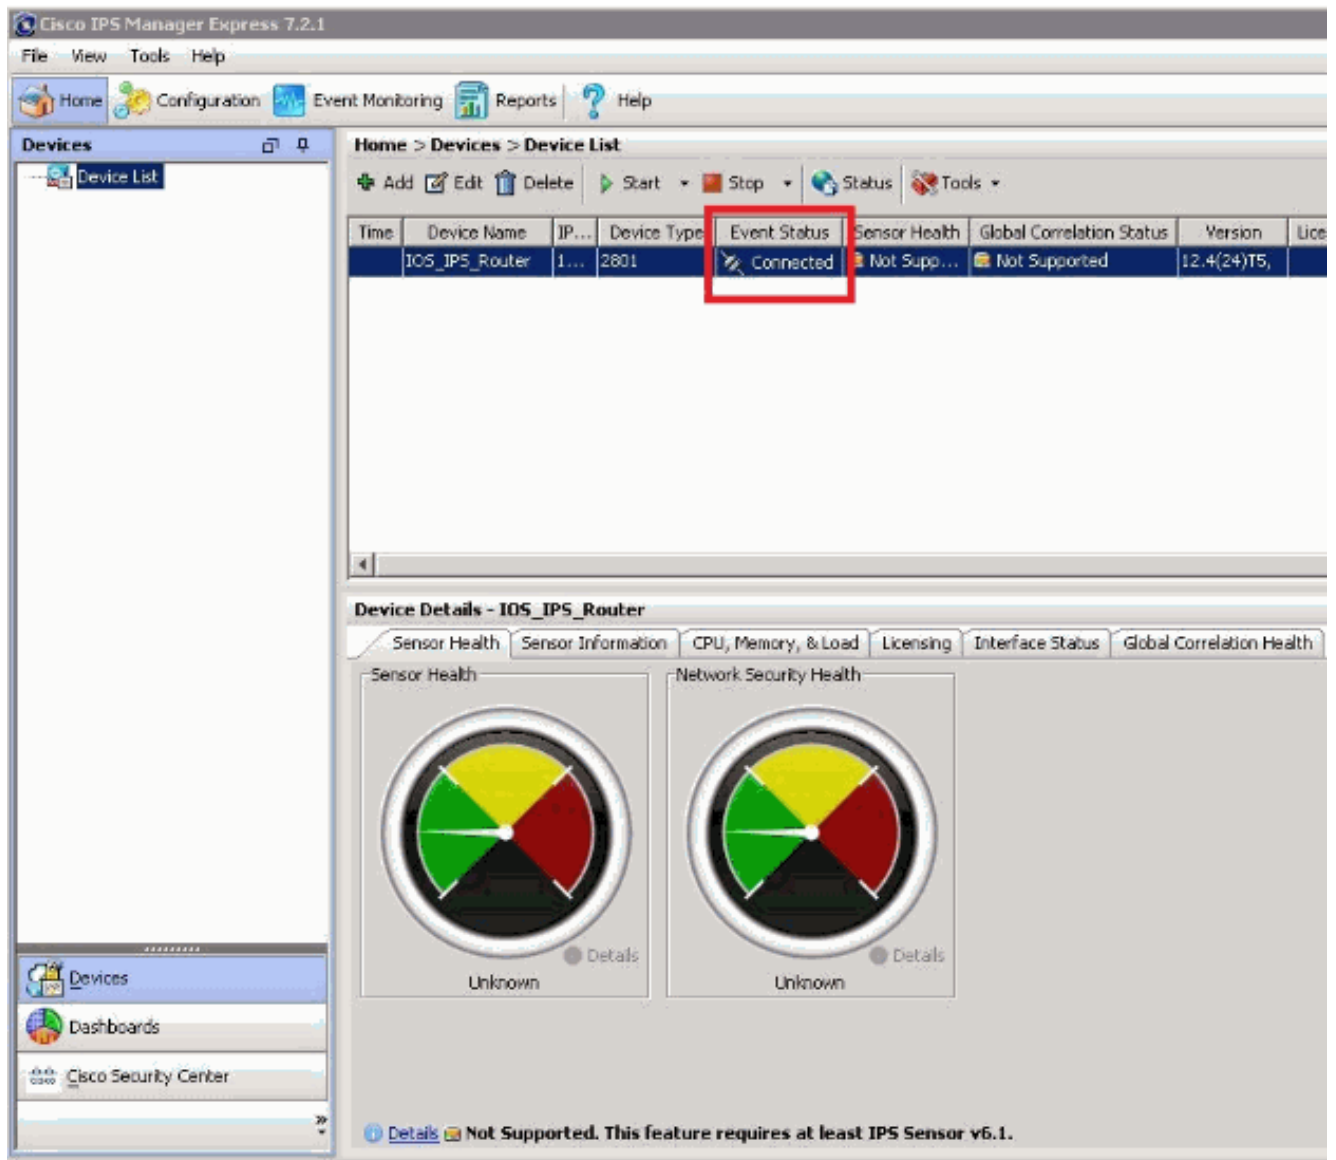 Cisco IPS Manager Express 7.2.1
File View Tools Help
Home Configuration Event Monitoring Reports Help
Devices
Device List
Home > Devices > Device List
Add Edit Delete Start Stop Status Tools
Time Device Name IP... Device Type Event Status Sensor Health Global Correlation Status Version Lice
IOS_IPS_Router 1... 2801 Connected Not Supp... Not Supported 12.4(24)T5,
Device Details - IOS_IPS_Router
Sensor Health Sensor Information CPU, Memory, & Load Licensing Interface Status Global Correlation Health
Sensor Health Network Security Health
Details Details
Unknown Unknown
Devices
Dashboards
Cisco Security Center
Details Not Supported. This feature requires at least IPS Sensor v6.1.